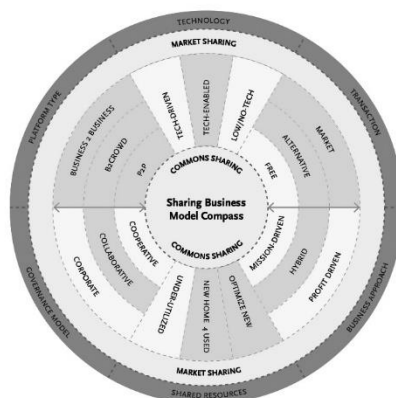 TECHNOLOGY
MARKET SHARING
PLATFORM TYPE
TRANSACTION
BUSINESS 2 BUSINESS
B2CROWD
P2P
TECH-DRIVEN
TECH-ENABLED
LOW/NO-TECH
FREE
ALTERNATIVE
MARKET
COMMONS SHARING
Sharing Business
Model Compass
COMMONS SHARING
CORPORATE
COLLABORATIVE
COOPERATIVE
UNDER-UTILIZED
NEW HOME 4 USED
OPTIMIZE NEW
MISSION-DRIVEN
HYBRID
PROFIT DRIVEN
GOVERNANCE MODEL
BUSINESS APPROACH
MARKET SHARING
SHARED RESOURCES